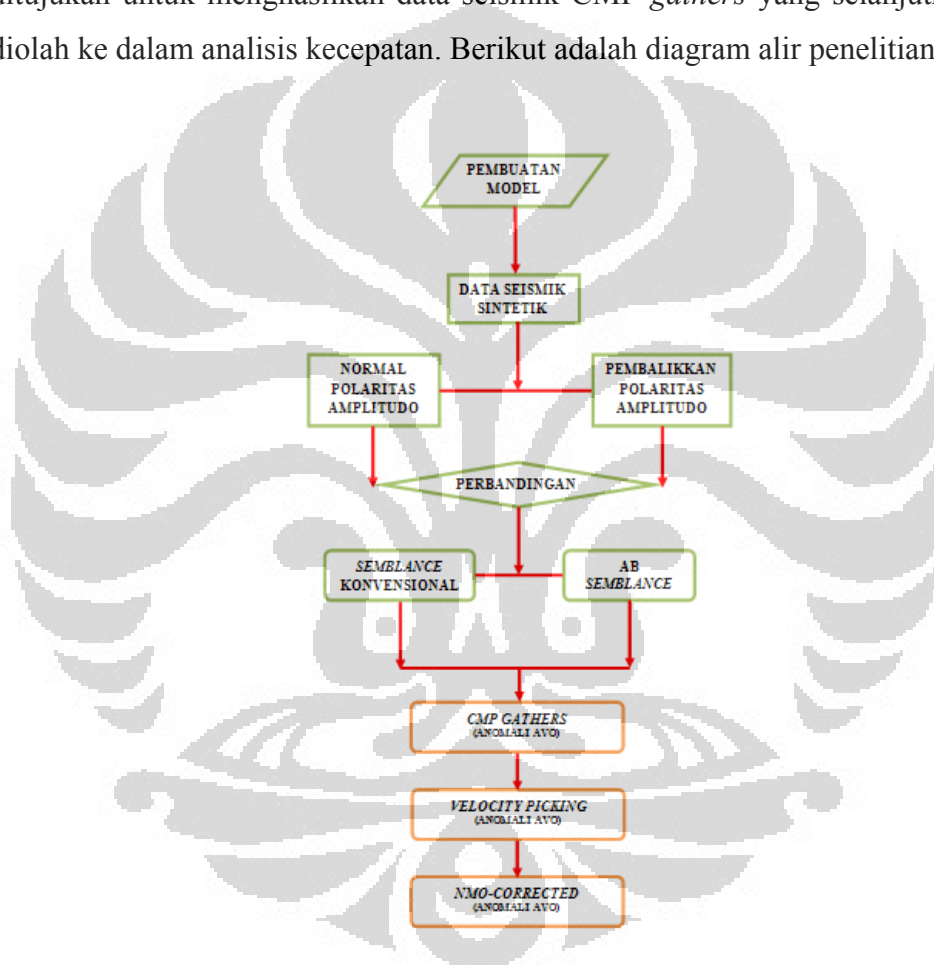 ditujukan untuk menghasilkan data seismik CMP gathers yang selanjut
diolah ke dalam analisis kecepatan. Berikut adalah diagram alir penelitian
PEMBUATAN
MODEL
DATA SEISMIK
SINTETIK
NORMAL
POLARITAS
AMPLITUDO
PEMBALIKKAN
POLARITAS
AMPLITUDO
PERBANDINGAN
SEMBLANCE
KONVENSIONAL
AB
SEMBLANCE
CMP GATHERS
(ANOMALI AVO)
VELOCITY PICKING
(ANOMALI AVO)
NMO-CORRECTED
(ANOMALI AVO)